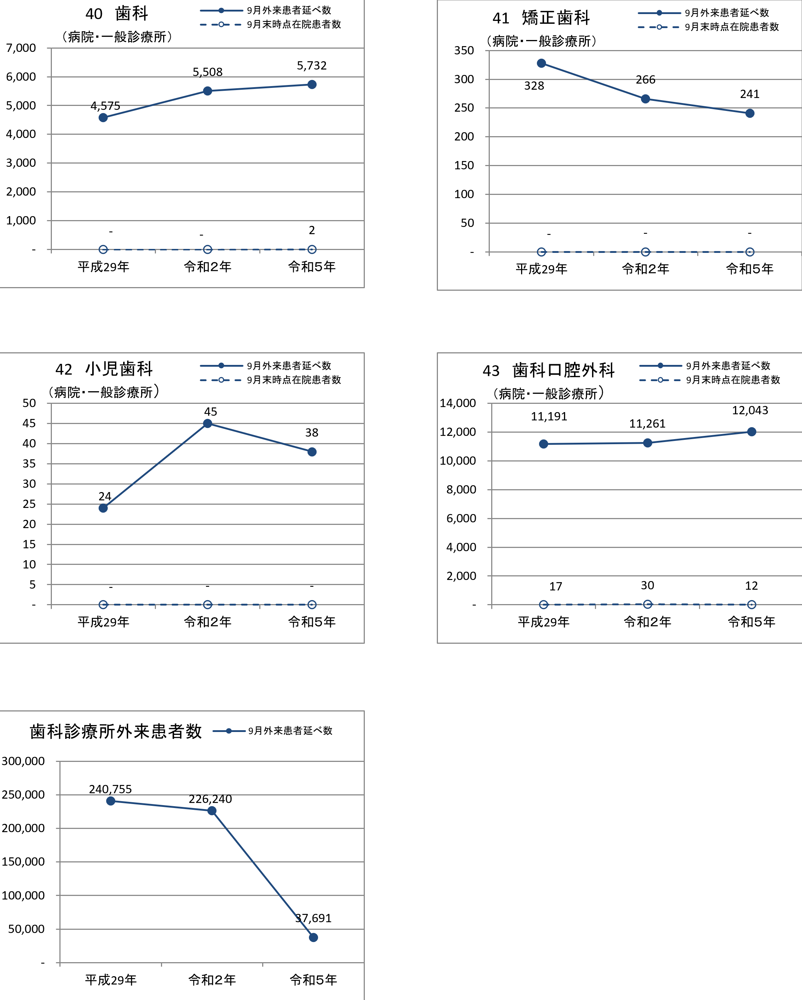 40　歯科
（病院・一般診療所）
9月外来患者延べ数
9月末時点在院患者数
7,000
6,000
5,000
4,000
3,000
2,000
1,000
-
4,575
5,508
5,732
-
-
2
平成29年
令和2年
令和5年
41　矯正歯科
（病院・一般診療所）
9月外来患者延べ数
9月末時点在院患者数
350
300
250
200
150
100
50
-
328
266
241
-
-
-
平成29年
令和2年
令和5年
42　小児歯科
（病院・一般診療所）
9月外来患者延べ数
9月末時点在院患者数
50
45
40
35
30
25
20
15
10
5
-
24
45
38
-
-
-
平成29年
令和2年
令和5年
43　歯科口腔外科
（病院・一般診療所）
9月外来患者延べ数
9月末時点在院患者数
14,000
12,000
10,000
8,000
6,000
4,000
2,000
-
11,191
11,261
12,043
17
30
12
平成29年
令和2年
令和5年
歯科診療所外来患者数
9月外来患者延べ数
300,000
250,000
200,000
150,000
100,000
50,000
-
240,755
226,240
37,691
平成29年
令和2年
令和5年